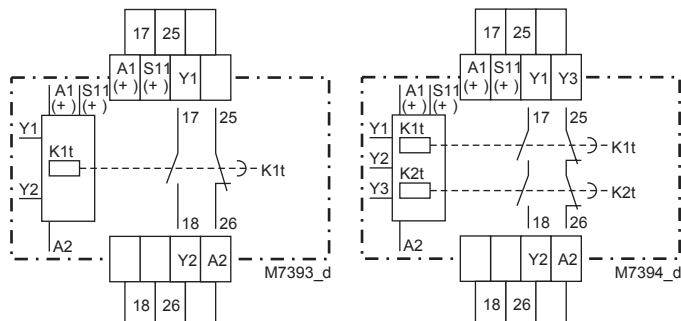 17 25
A1 (+) S11 (+) Y1
A1 (+) S11 (+)
17 25
Y1
K1t
K1t
Y2
18 26
A2
Y2 A2
M7393_d
18 26
17 25
A1 (+) S11 (+) Y1 Y3
A1 (+) S11 (+)
17 25
Y1
K1t
K1t
Y2
K2t
K2t
Y3
18 26
A2
Y2 A2
M7394_d
18 26